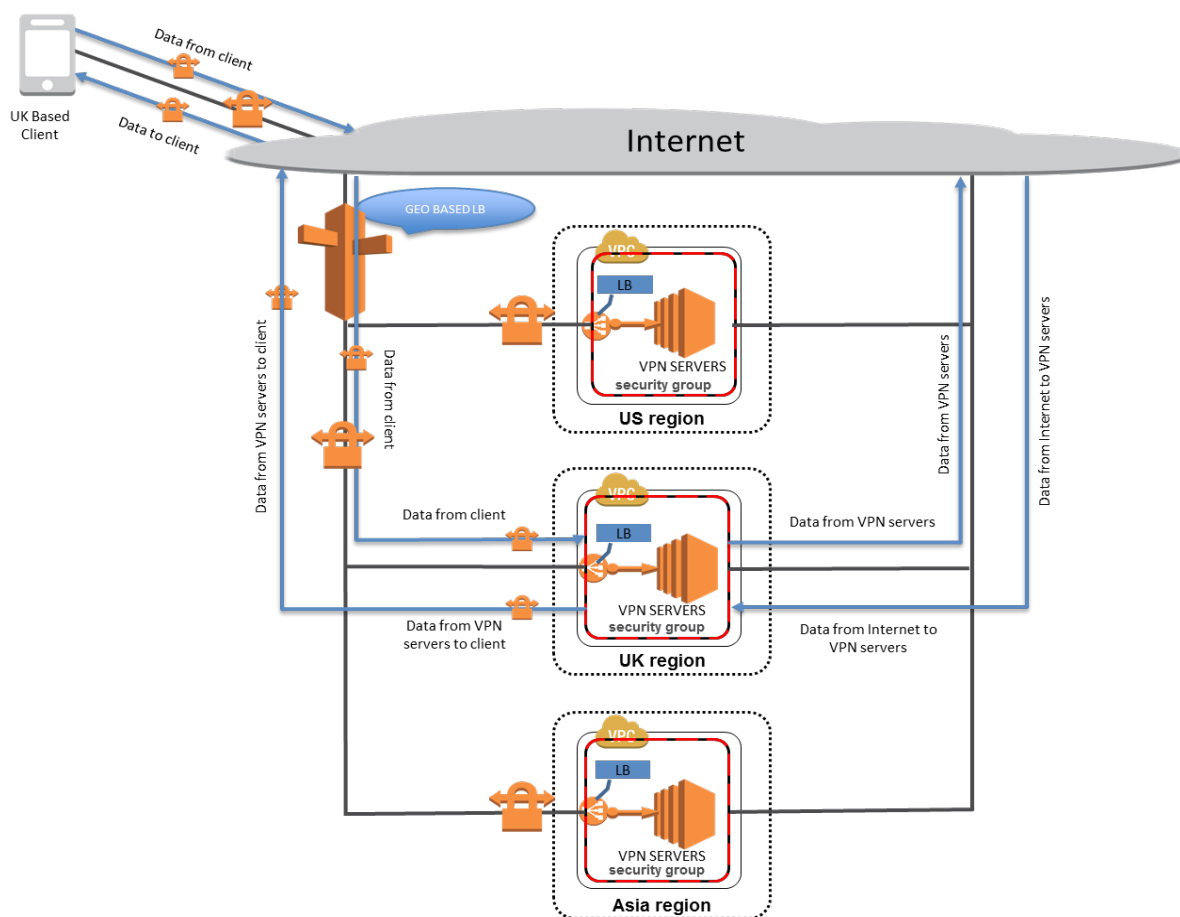 Data from client
UK Based
Client
Data to client
Internet
GEO BASED LB
VPC
LB
VPN SERVERS
security group
US region
Data from VPN servers to client
Data from client
Data from VPN servers
Data from Internet to VPN servers
VPC
Data from client
LB
Data from VPN servers
VPN SERVERS
security group
Data from VPN
servers to client
Data from Internet to
VPN servers
UK region
VPC
LB
VPN SERVERS
security group
Asia region